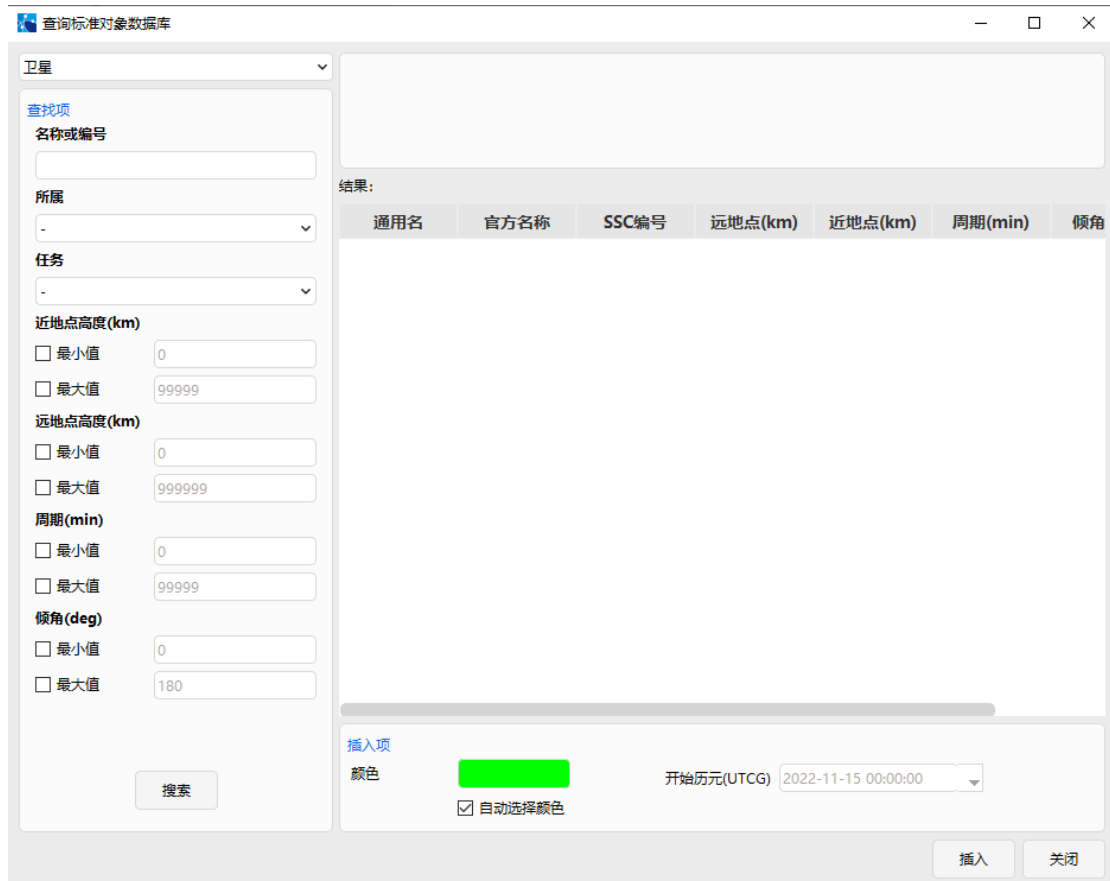 查询标准对象数据库
卫星
查找项
名称或编号
所属
-
任务
-
近地点高度(km)
最小值 0
最大值 99999
远地点高度(km)
最小值 0
最大值 999999
周期(min)
最小值 0
最大值 99999
倾角(deg)
最小值 0
最大值 180
搜索
结果：
通用名 官方名称 SSC编号 远地点(km) 近地点(km) 周期(min) 倾角
插入项
颜色
自动选择颜色
开始历元(UTCG) 2022-11-15 00:00:00
插入 关闭